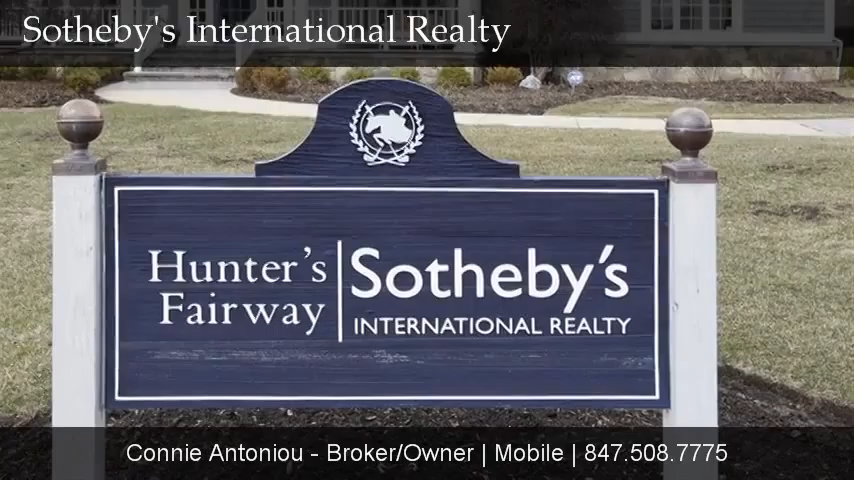 Sotheby's International Realty
Hunter's
Fairway
Sotheby's
INTERNATIONAL REALTY
Connie Antoniou - Broker/Owner | Mobile | 847.508.7775